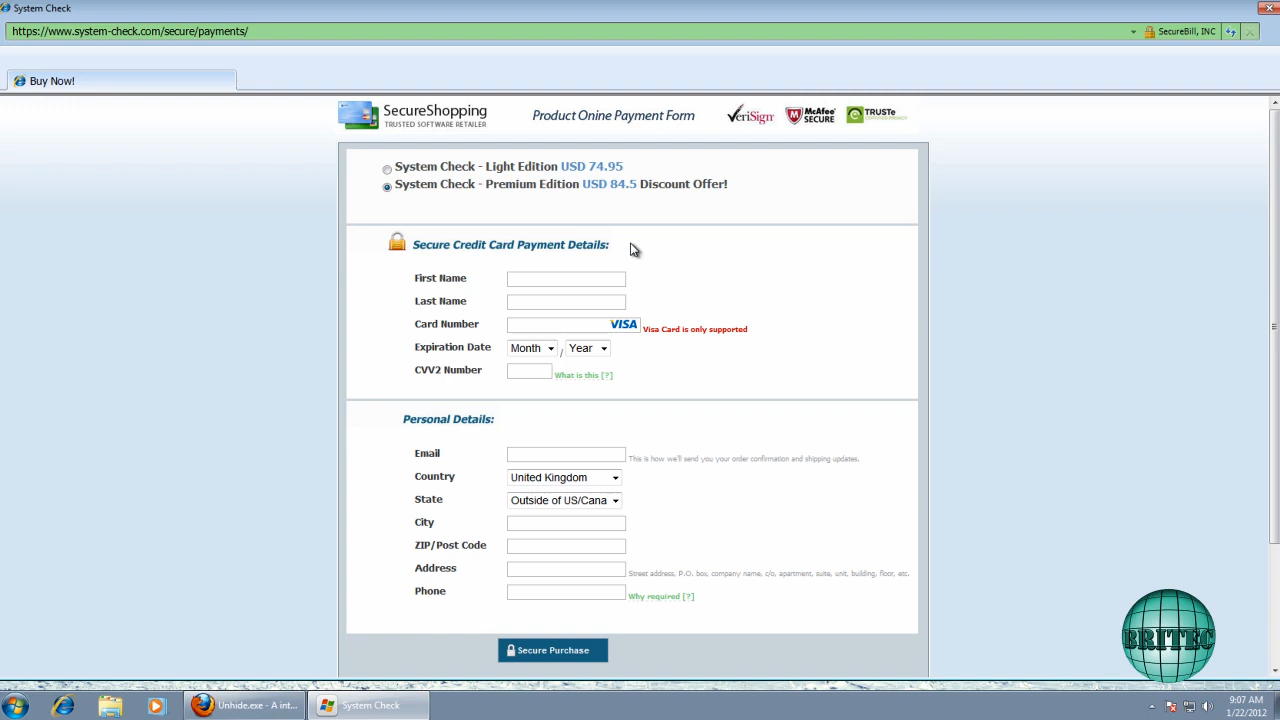 System Check
https://www.system-check.com/secure/payments/
SecureBill, INC
Buy Now!
SecureShopping
TRUSTED SOFTWARE RETAILER
Product Onine Payment Form
VeriSign
McAfee SECURE
TRUSTe
CERTIFIED PRIVACY
System Check - Light Edition USD 74.95
System Check - Premium Edition USD 84.5 Discount Offer!
Secure Credit Card Payment Details:
First Name
Last Name
Card Number VISA Visa Card is only supported
Expiration Date Month / Year
CVV2 Number What is this [?]
Personal Details:
Email This is how we'll send you your order confirmation and shipping updates.
Country United Kingdom
State Outside of US/Cana
City
ZIP/Post Code
Address Street address, P.O. box, company name, c/o, apartment, suite, unit, building, floor, etc.
Phone Why required [?]
Secure Purchase
BRITEC
Unhide.exe - A int...
System Check
9:07 AM
1/22/2012